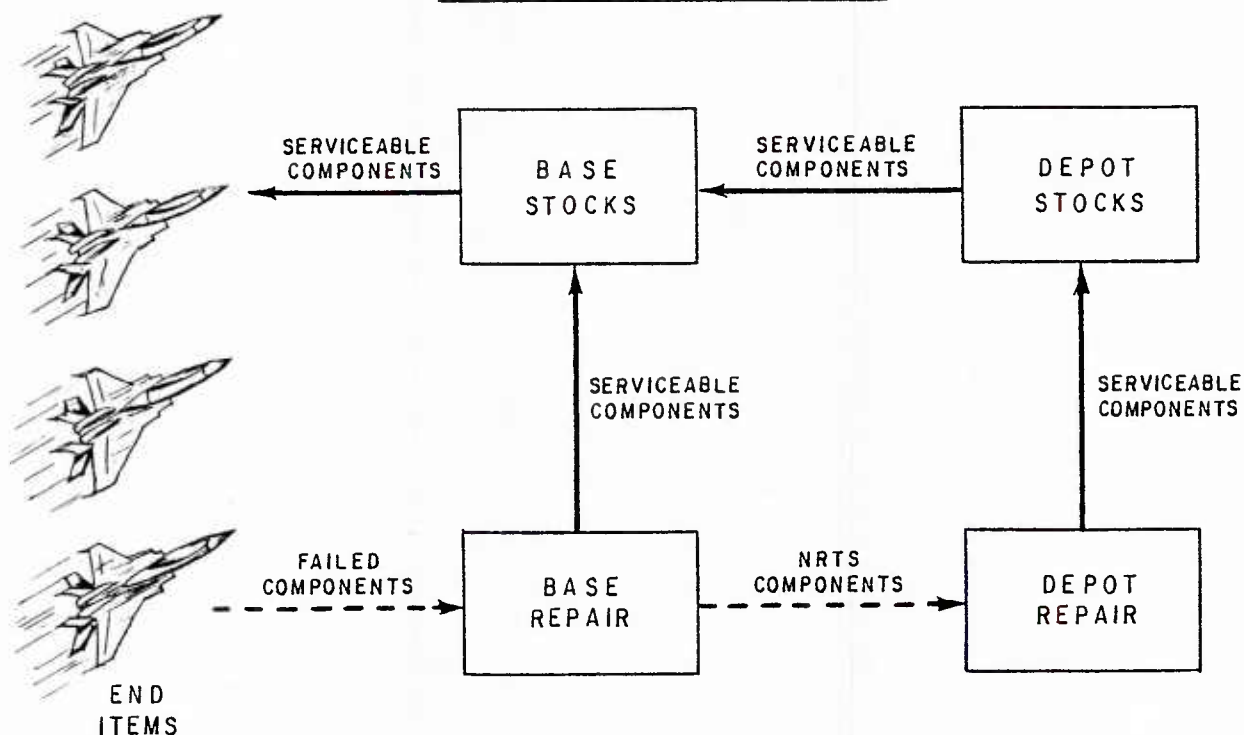 SERVICEABLE
COMPONENTS
BASE
STOCKS
SERVICEABLE
COMPONENTS
DEPOT
STOCKS
SERVICEABLE
COMPONENTS
SERVICEABLE
COMPONENTS
FAILED
COMPONENTS
BASE
REPAIR
NRTS
COMPONENTS
DEPOT
REPAIR
END
ITEMS